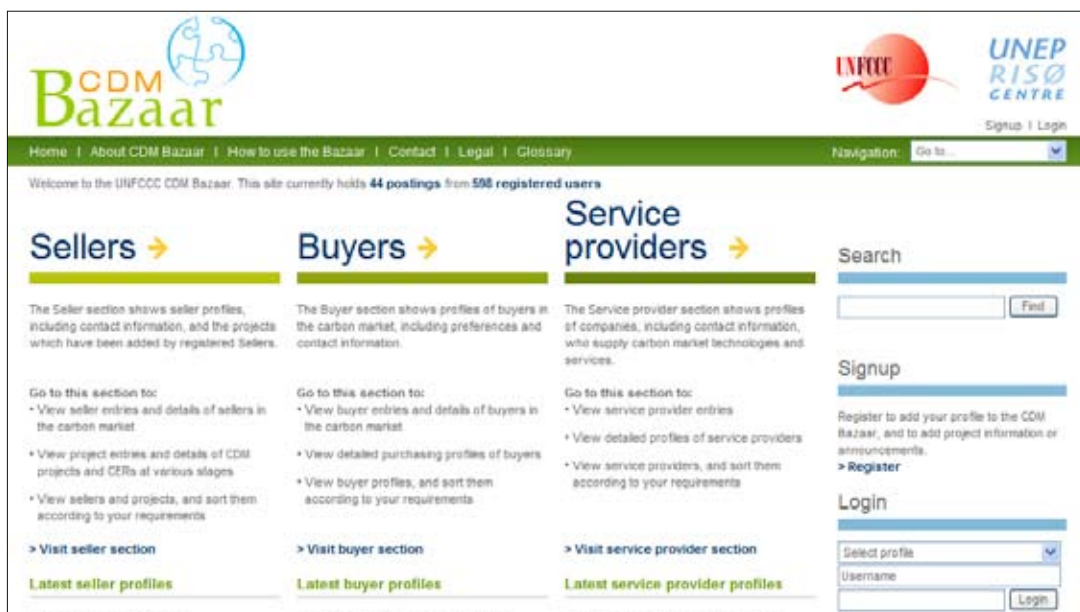 CDM
Bazaar
UNFCCC
UNEP
RISØ
CENTRE
Signup | Login
Home | About CDM Bazaar | How to use the Bazaar | Contact | Legal | Glossary
Navigation: Go to...
Welcome to the UNFCCC CDM Bazaar. This site currently holds 44 postings from 598 registered users
Sellers
The Seller section shows seller profiles,
including contact information, and the projects
which have been added by registered Sellers.
Go to this section to:
• View seller entries and details of sellers in
the carbon market
• View project entries and details of CDM
projects and CERs at various stages
• View sellers and projects, and sort them
according to your requirements
> Visit seller section
Latest seller profiles
Buyers
The Buyer section shows profiles of buyers in
the carbon market, including preferences and
contact information.
Go to this section to:
• View buyer entries and details of buyers in
the carbon market
• View detailed purchasing profiles of buyers
• View buyer profiles, and sort them
according to your requirements
> Visit buyer section
Latest buyer profiles
Service
providers
The Service provider section shows profiles
of companies, including contact information,
who supply carbon market technologies and
services.
Go to this section to:
• View service provider entries
• View detailed profiles of service providers
• View service providers, and sort them
according to your requirements
> Visit service provider section
Latest service provider profiles
Search
Find
Signup
Register to add your profile to the CDM
Bazaar, and to add project information or
announcements.
> Register
Login
Select profile
Username
Login